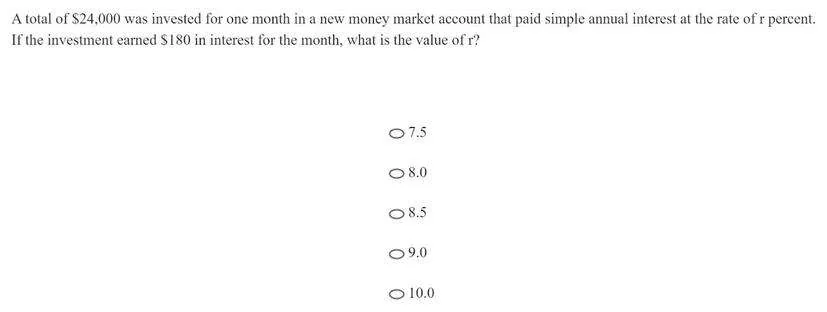 A total of $24,000 was invested for one month in a new money market account that paid simple annual interest at the rate of r percent.
If the investment earned $180 in interest for the month, what is the value of r?
7.5
8.0
8.5
9.0
10.0